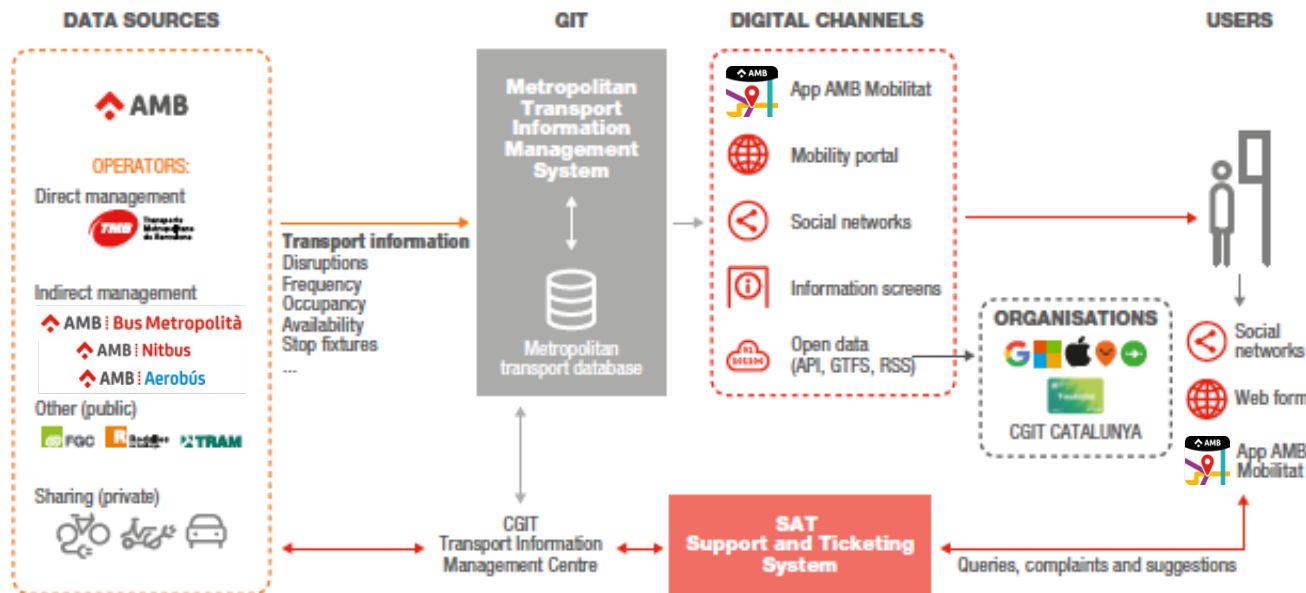 DATA SOURCES
GIT
DIGITAL CHANNELS
USERS
AMB
OPERATORS:
Direct management
TMB
Transports
Metropolitans
de Barcelona
Indirect management
AMB Bus Metropolità
AMB Nitbus
AMB Aerobús
Other (public)
FGC
TRAM
Sharing (private)
Transport information
Disruptions
Frequency
Occupancy
Availability
Stop fixtures
...
Metropolitan
Transport
Information
Management
System
Metropolitan
transport database
AMB
App AMB Mobilitat
Mobility portal
Social networks
Information screens
Open data
(API, GTFS, RSS)
ORGANISATIONS
CGIT CATALUNYA
Social
networks
Web form
AMB
App AMB
Mobilitat
CGIT
Transport Information
Management Centre
SAT
Support and Ticketing
System
Queries, complaints and suggestions